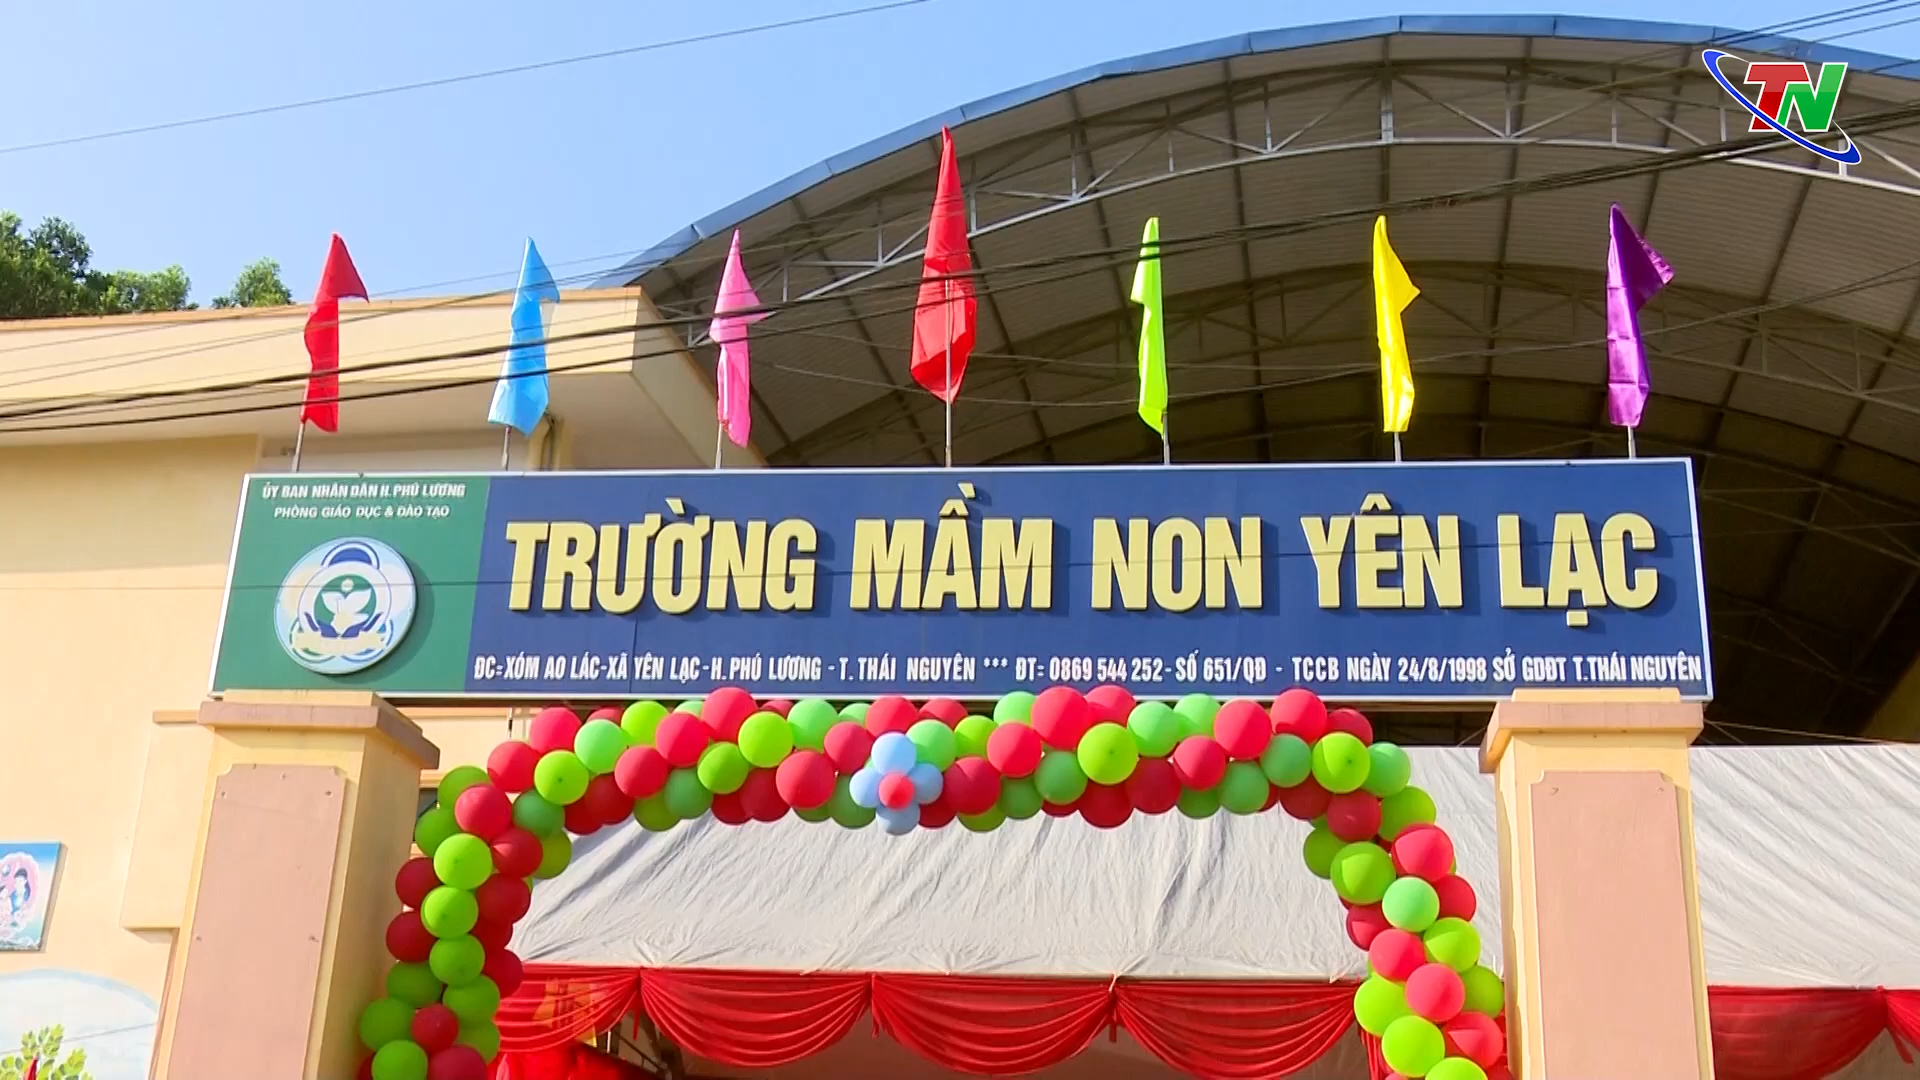 TN
ỦY BAN NHÂN DÂN H. PHÚ LƯƠNG
PHÒNG GIÁO DỤC & ĐÀO TẠO
TRƯỜNG MẦM NON YÊN LẠC
ĐC: XÓM AO LÁC-XÃ YÊN LẠC-H. PHÚ LƯƠNG - T. THÁI NGUYÊN *** ĐT: 0869 544 252- SỐ 651/QĐ - TCCB NGÀY 24/8/1998 SỞ GDĐT T.THÁI NGUYÊN